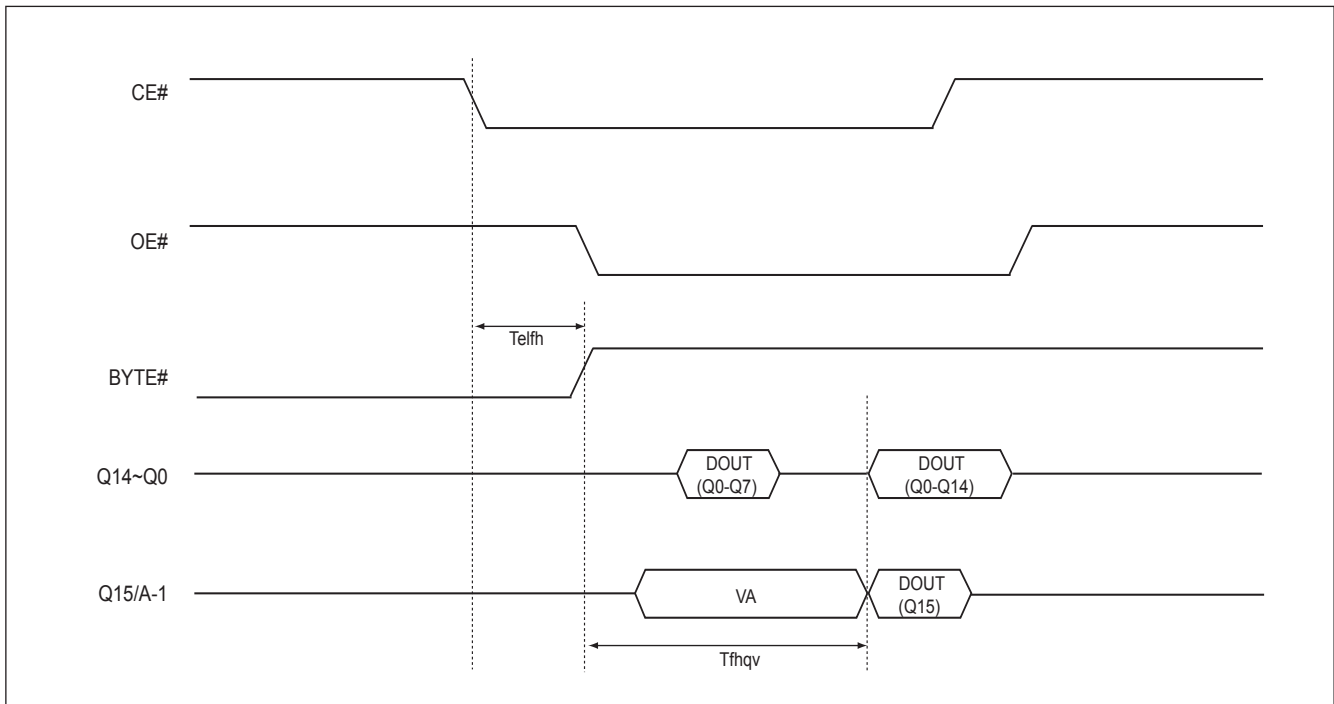 CE#
OE#
Telfh
BYTE#
Q14~Q0
DOUT
(Q0-Q7)
DOUT
(Q0-Q14)
Q15/A-1
VA
DOUT
(Q15)
Tfhqv